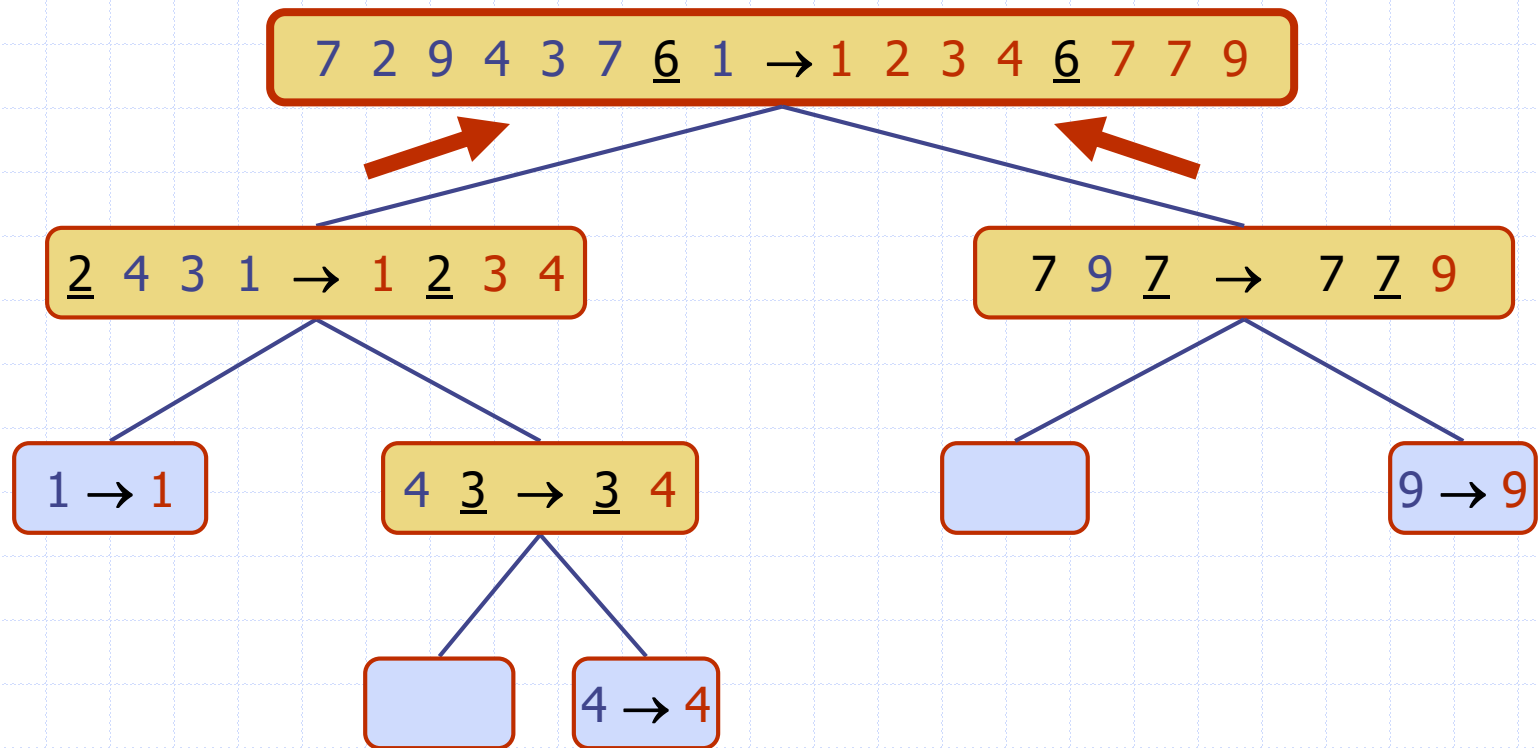 7 2 9 4 3 7 6 1 → 1 2 3 4 6 7 7 9
2 4 3 1 → 1 2 3 4
7 9 7 → 7 7 9
1 → 1
4 3 → 3 4
9 → 9
4 → 4